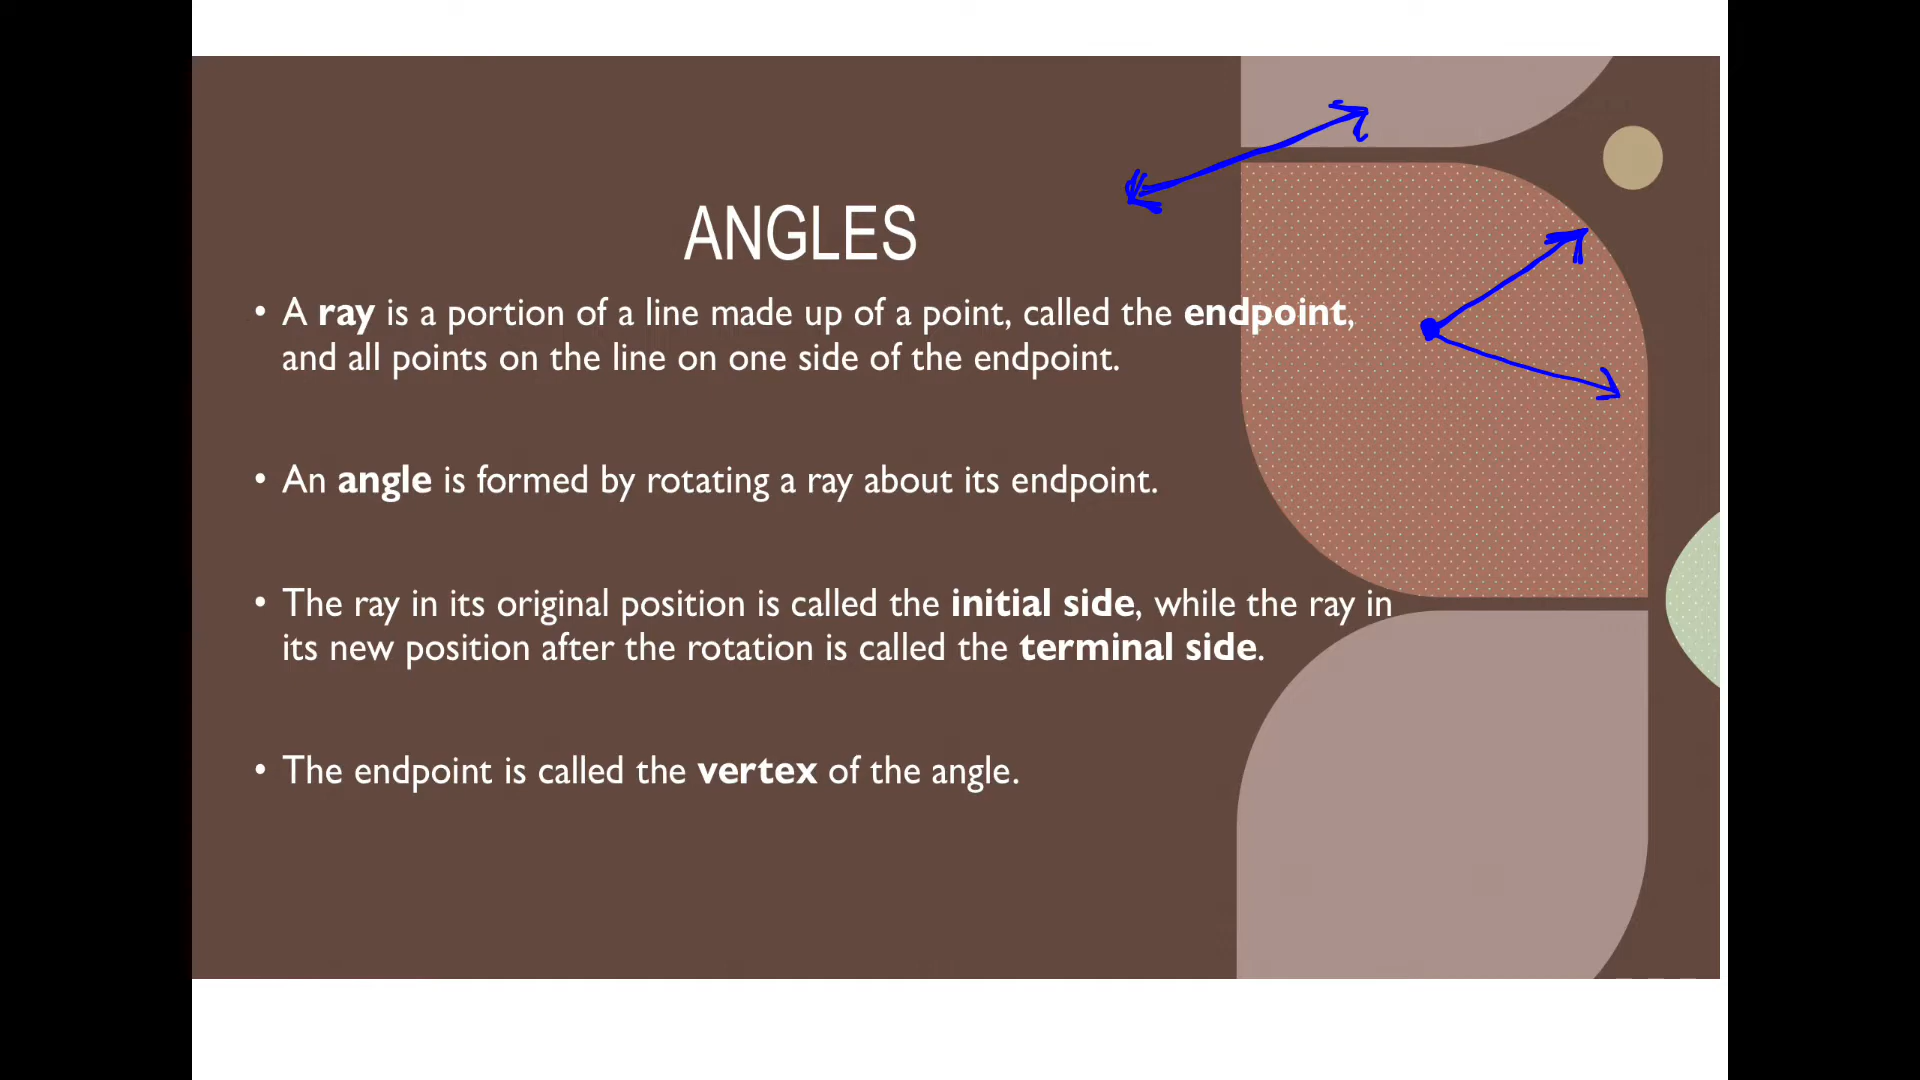 ANGLES
• A ray is a portion of a line made up of a point, called the endpoint,
and all points on the line on one side of the endpoint.
• An angle is formed by rotating a ray about its endpoint.
• The ray in its original position is called the initial side, while the ray in
its new position after the rotation is called the terminal side.
• The endpoint is called the vertex of the angle.